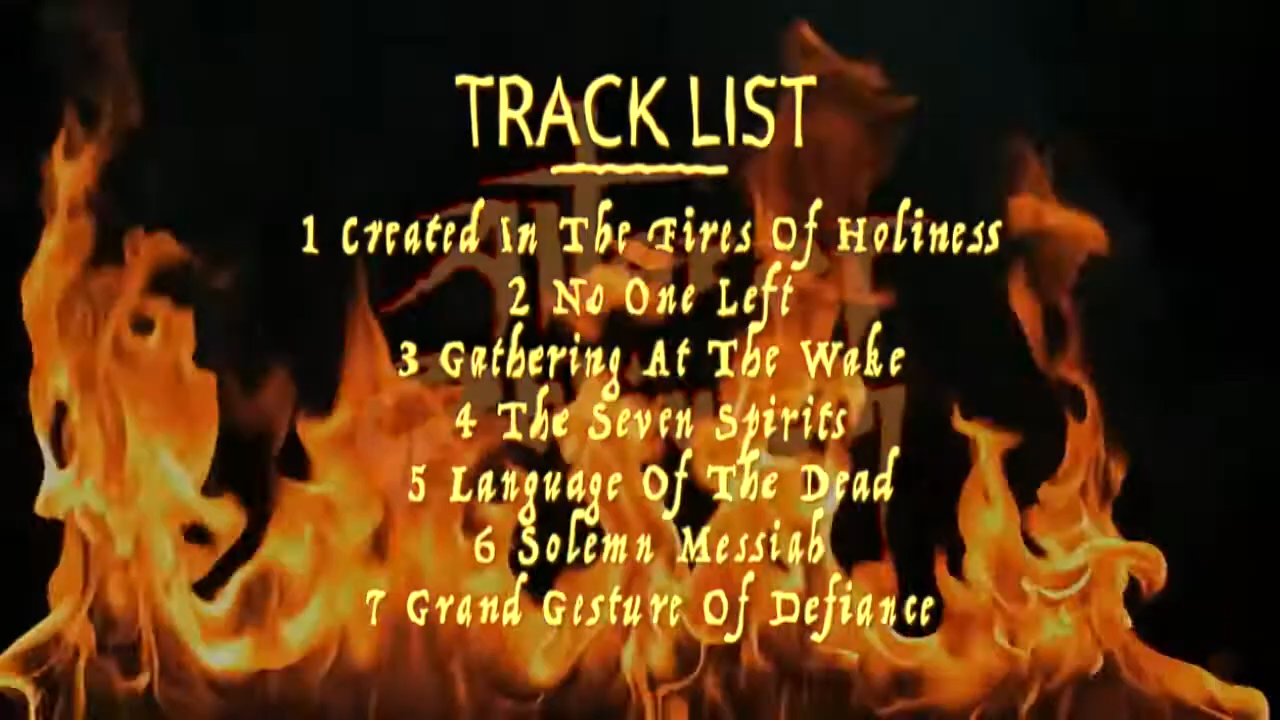 TRACK LIST
1 Created In The Fires Of Holiness
2 No One Left
3 Gathering At The Wake
4 The Seven Spirits
5 Language Of The Dead
6 Solemn Messiah
7 Grand Gesture Of Defiance